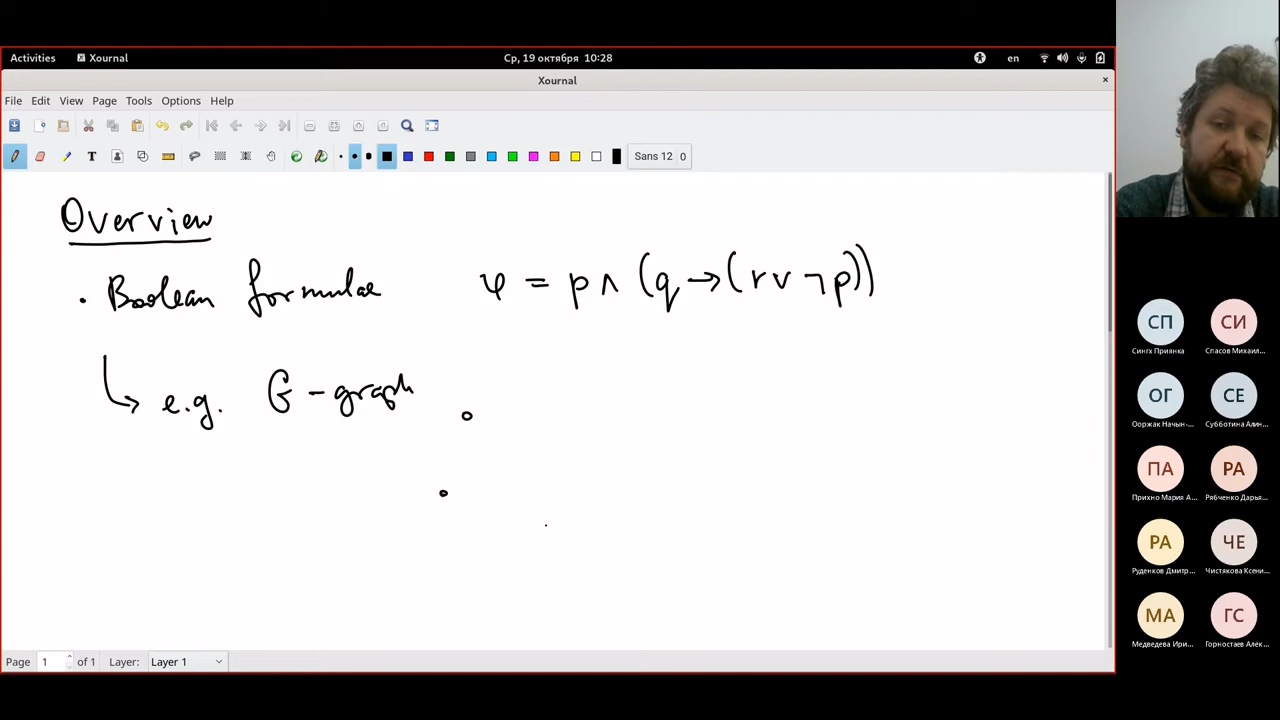 Activities Xournal Ср, 19 октября 10:28 en
Xournal ×
File Edit View Page Tools Options Help
T Sans 12 0
Overview
· Boolean formulae φ = p ∧ (q → (r ∨ ¬p))
↳ e.g. G - graph
Page 1 of 1 Layer: Layer 1
СП СИ
Сингх Приянка Спасов Михаил...
ОГ СЕ
Ооржак Начын-... Субботина Алин...
ПА РА
Прихно Мария А... Рябченко Дарья...
РА ЧЕ
Руденков Дмитр... Чистякова Ксени...
МА ГС
Медведева Ири... Горностаев Алек...